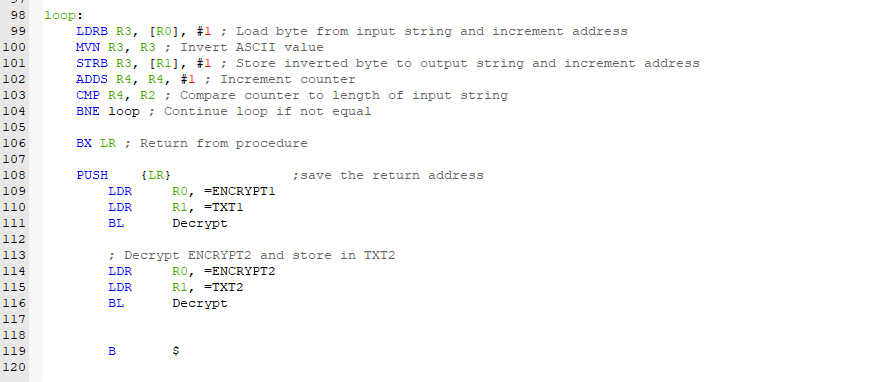 98 loop:
99 LDRB R3, [R0], #1 ; Load byte from input string and increment address
100 MVN R3, R3 ; Invert ASCII value
101 STRB R3, [R1], #1 ; Store inverted byte to output string and increment address
102 ADDS R4, R4, #1 ; Increment counter
103 CMP R4, R2 ; Compare counter to length of input string
104 BNE loop ; Continue loop if not equal
105
106 BX LR ; Return from procedure
107
108 PUSH {LR} ;save the return address
109 LDR R0, =ENCRYPT1
110 LDR R1, =TXT1
111 BL Decrypt
112
113 ; Decrypt ENCRYPT2 and store in TXT2
114 LDR R0, =ENCRYPT2
115 LDR R1, =TXT2
116 BL Decrypt
117
118
119 B $
120